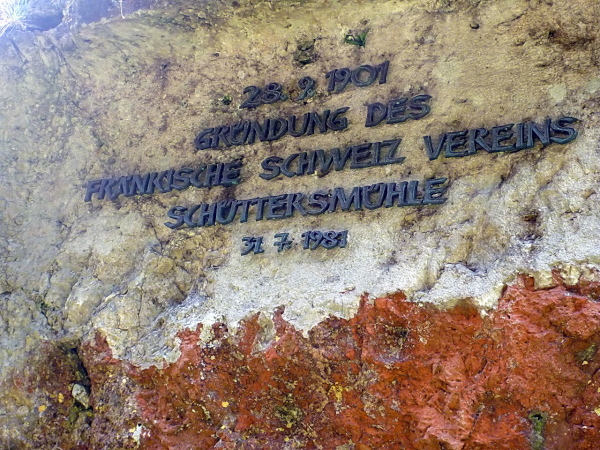 28. 9. 1901
GRÜNDUNG DES
FRÄNKISCHE SCHWEIZ VEREINS
SCHÜTTERSMÜHLE
31. 7. 1981